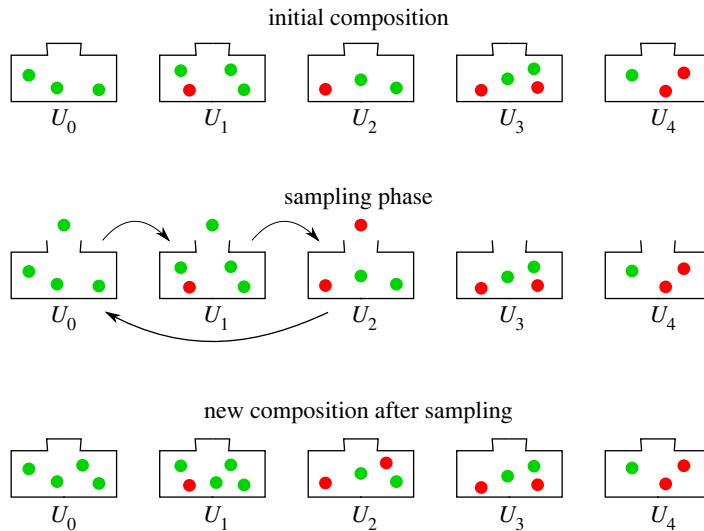 initial composition
U0 U1 U2 U3 U4
sampling phase
U0 U1 U2 U3 U4
new composition after sampling
U0 U1 U2 U3 U4